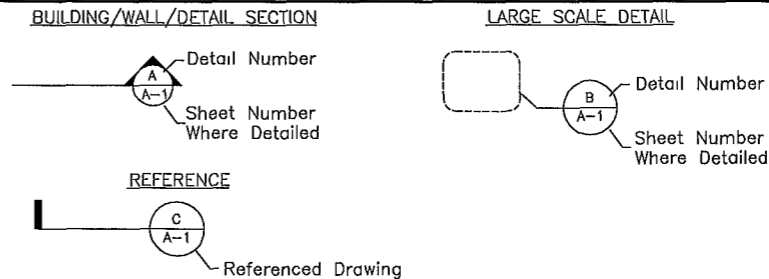 BUILDING/WALL/DETAIL SECTION
Detail Number
A
A-1
Sheet Number
Where Detailed
LARGE SCALE DETAIL
Detail Number
B
A-1
Sheet Number
Where Detailed
REFERENCE
C
A-1
Referenced Drawing